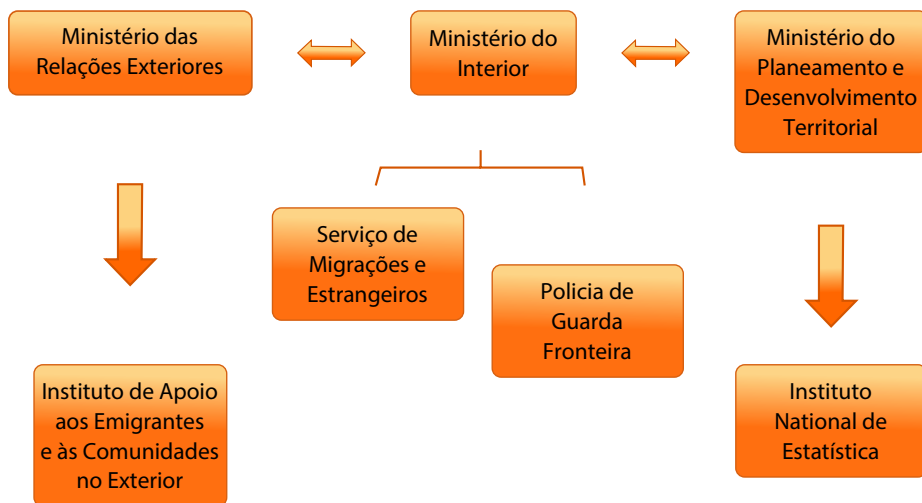 Ministério das
Relações Exteriores
Ministério do
Interior
Ministério do
Planeamento e
Desenvolvimento
Territorial
Serviço de
Migrações e
Estrangeiros
Policia de
Guarda
Fronteira
Instituto de Apoio
aos Emigrantes
e às Comunidades
no Exterior
Instituto
National de
Estatística